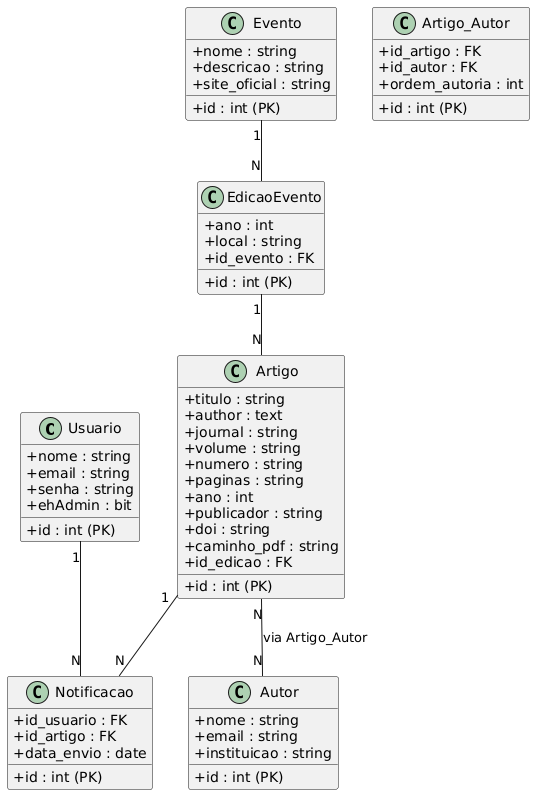 C Evento
+nome : string
+descricao : string
+site_oficial : string
+id : int (PK)
C Artigo_Autor
+id_artigo : FK
+id_autor : FK
+ordem_autoria : int
+id : int (PK)
1
N
C EdicaoEvento
+ano : int
+local : string
+id_evento : FK
+id : int (PK)
1
N
C Artigo
+titulo : string
+author : text
+journal : string
+volume : string
+numero : string
+paginas : string
+ano : int
+publicador : string
+doi : string
+caminho_pdf : string
+id_edicao : FK
+id : int (PK)
C Usuario
+nome : string
+email : string
+senha : string
+ehAdmin : bit
+id : int (PK)
1
N
1
N
N
via Artigo_Autor
N
C Notificacao
+id_usuario : FK
+id_artigo : FK
+data_envio : date
+id : int (PK)
C Autor
+nome : string
+email : string
+instituicao : string
+id : int (PK)